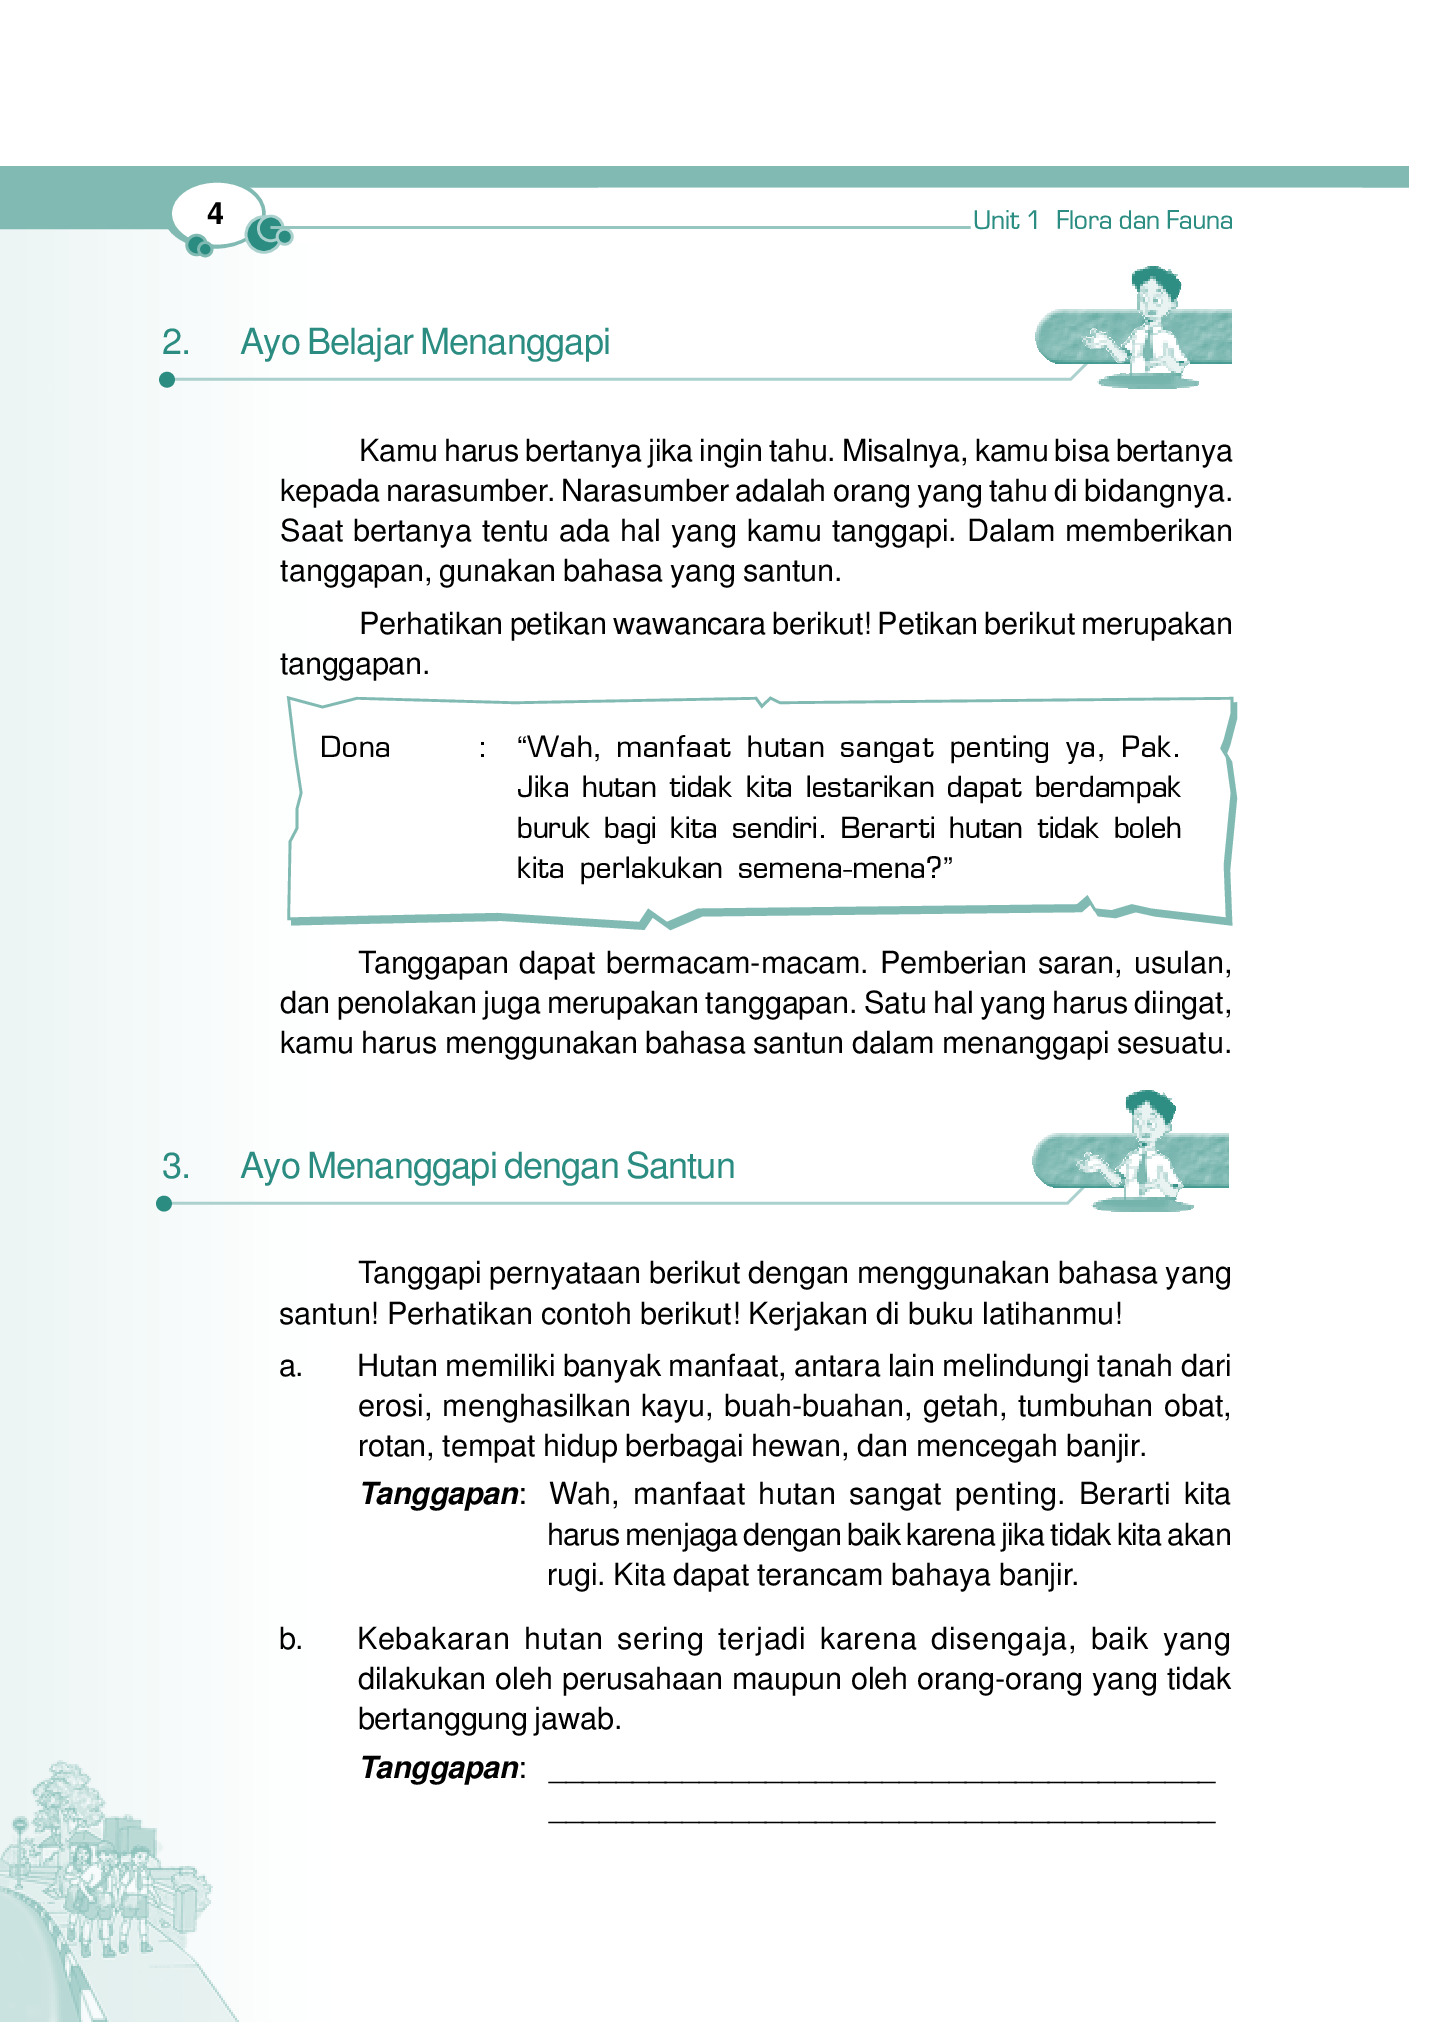 4
Unit 1 Flora dan Fauna
2. Ayo Belajar Menanggapi
Kamu harus bertanya jika ingin tahu. Misalnya, kamu bisa bertanya
kepada narasumber. Narasumber adalah orang yang tahu di bidangnya.
Saat bertanya tentu ada hal yang kamu tanggapi. Dalam memberikan
tanggapan, gunakan bahasa yang santun.
Perhatikan petikan wawancara berikut! Petikan berikut merupakan
tanggapan.
Dona : “Wah, manfaat hutan sangat penting ya, Pak.
Jika hutan tidak kita lestarikan dapat berdampak
buruk bagi kita sendiri. Berarti hutan tidak boleh
kita perlakukan semena-mena?”
Tanggapan dapat bermacam-macam. Pemberian saran, usulan,
dan penolakan juga merupakan tanggapan. Satu hal yang harus diingat,
kamu harus menggunakan bahasa santun dalam menanggapi sesuatu.
3. Ayo Menanggapi dengan Santun
Tanggapi pernyataan berikut dengan menggunakan bahasa yang
santun! Perhatikan contoh berikut! Kerjakan di buku latihanmu!
a. Hutan memiliki banyak manfaat, antara lain melindungi tanah dari
erosi, menghasilkan kayu, buah-buahan, getah, tumbuhan obat,
rotan, tempat hidup berbagai hewan, dan mencegah banjir.
Tanggapan: Wah, manfaat hutan sangat penting. Berarti kita
harus menjaga dengan baik karena jika tidak kita akan
rugi. Kita dapat terancam bahaya banjir.
b. Kebakaran hutan sering terjadi karena disengaja, baik yang
dilakukan oleh perusahaan maupun oleh orang-orang yang tidak
bertanggung jawab.
Tanggapan: ________________________________________
________________________________________